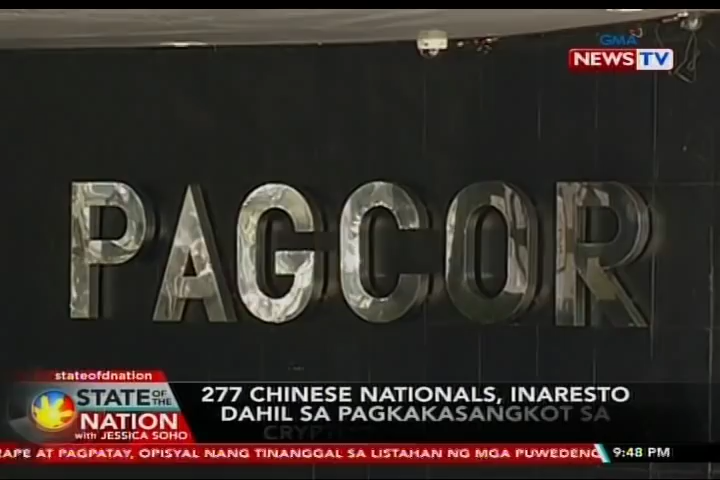 GMA
NEWS TV
PAGCOR
stateofdnation
STATE OF THE NATION
with JESSICA SOHO
277 CHINESE NATIONALS, INARESTO
DAHIL SA PAGKAKASANGKOT SA
RAPE AT PAGPATAY, OPISYAL NANG TINANGGAL SA LISTAHAN NG MGA PUWEDENG
9:48 PM